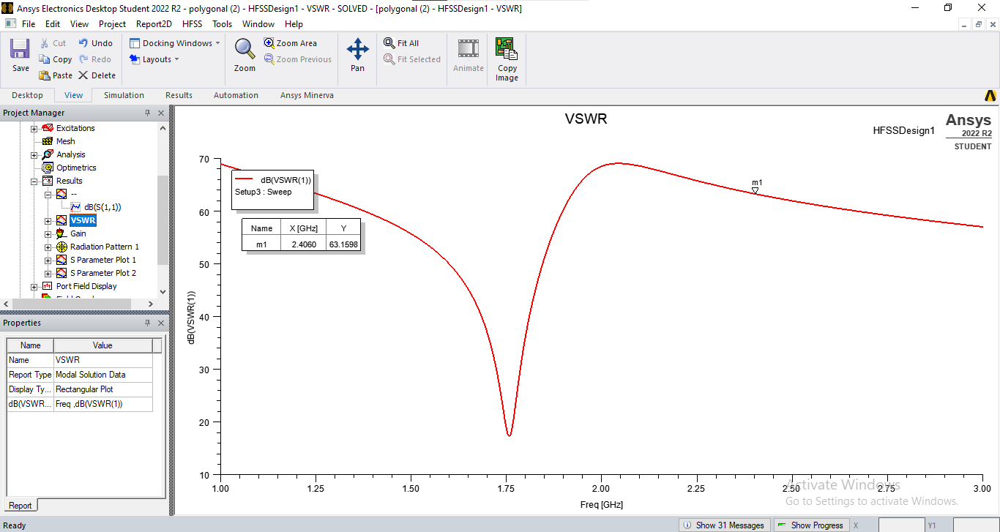 Ansys Electronics Desktop Student 2022 R2 - polygonal (2) - HFSSDesign1 - VSWR - SOLVED - [polygonal (2) - HFSSDesign1 - VSWR]
File Edit View Project Report2D HFSS Tools Window Help
Save
Cut
Copy
Paste
Undo
Redo
Delete
Docking Windows
Layouts
Zoom
Zoom Area
Zoom Previous
Pan
Fit All
Fit Selected
Animate
Copy
Image
Desktop View Simulation Results Automation Ansys Minerva
Project Manager
Excitations
Mesh
Analysis
Optimetrics
Results
--
dB(S(1,1))
VSWR
Gain
Radiation Pattern 1
S Parameter Plot 1
S Parameter Plot 2
Port Field Display
Properties
Name Value
Name VSWR
Report Type Modal Solution Data
Display Ty... Rectangular Plot
dB(VSWR... Freq ,dB(VSWR(1))
Report
VSWR
HFSSDesign1
Ansys
2022 R2
STUDENT
dB(VSWR(1))
Setup3 : Sweep
Name X [GHz] Y
m1 2.4060 63.1598
m1
70
60
50
40
30
20
10
dB(VSWR(1))
1.00 1.25 1.50 1.75 2.00 2.25 2.50 2.75 3.00
Freq [GHz]
Activate Windows
Go to Settings to activate Windows.
Ready
Show 31 Messages
Show Progress
X
Y1